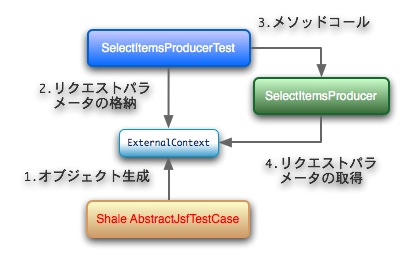 3.メソッドコール
SelectItemsProducerTest
2.リクエストパラ
メータの格納
SelectItemsProducer
ExternalContext
1.オブジェクト生成
4.リクエストパラ
メータの取得
Shale AbstractJsfTestCase